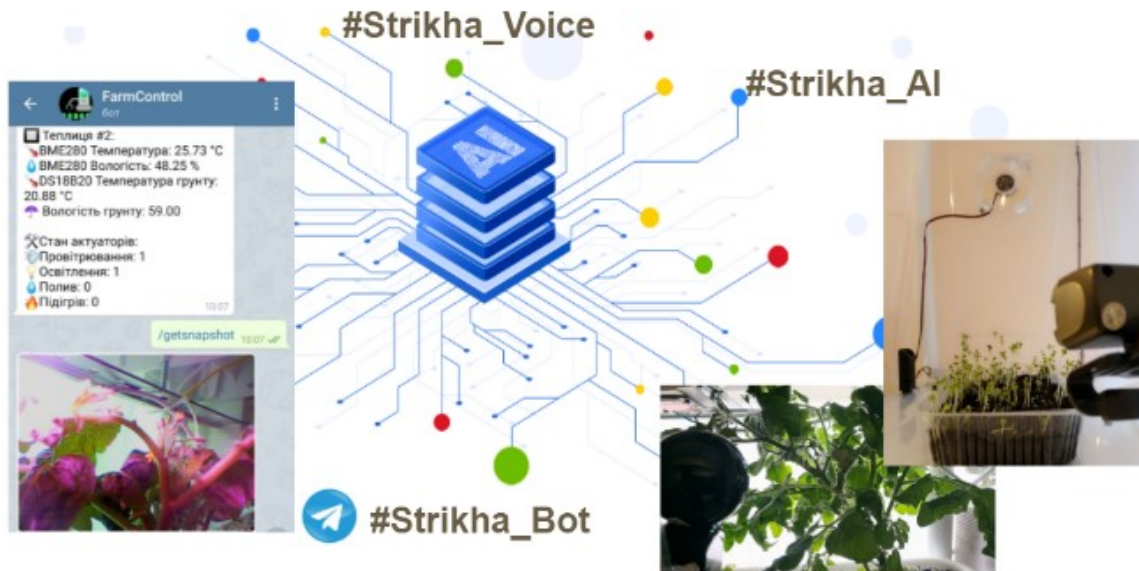 #Strikha_Voice
#Strikha_AI
FarmControl
бот
Теплиця #2:
BME280 Температура: 25.73 °C
BME280 Вологість: 48.25 %
DS18B20 Температура грунту:
20.88 °C
Вологість грунту: 59.00
Стан актуаторів:
Провітрювання: 1
Освітлення: 1
Полив: 0
Підігрів: 0
10:07
/getsnapshot 10:07
AI
#Strikha_Bot